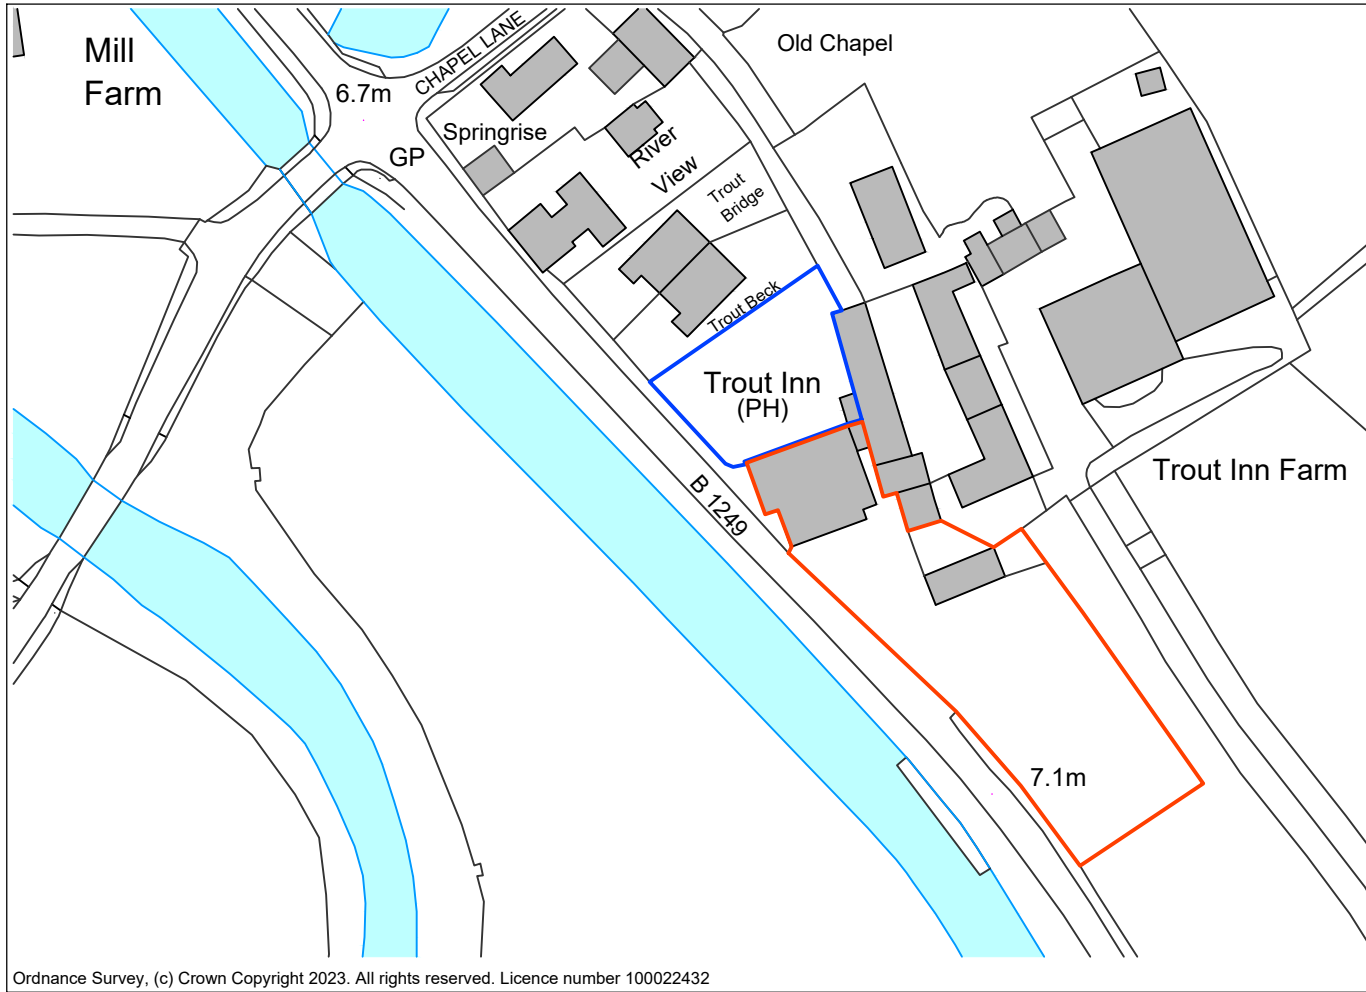 Mill
Farm
CHAPEL LANE
6.7m
GP
Springrise
River
View
Trout
Bridge
Old Chapel
Trout Beck
Trout Inn
(PH)
B 1249
Trout Inn Farm
7.1m
Ordnance Survey, (c) Crown Copyright 2023. All rights reserved. Licence number 100022432